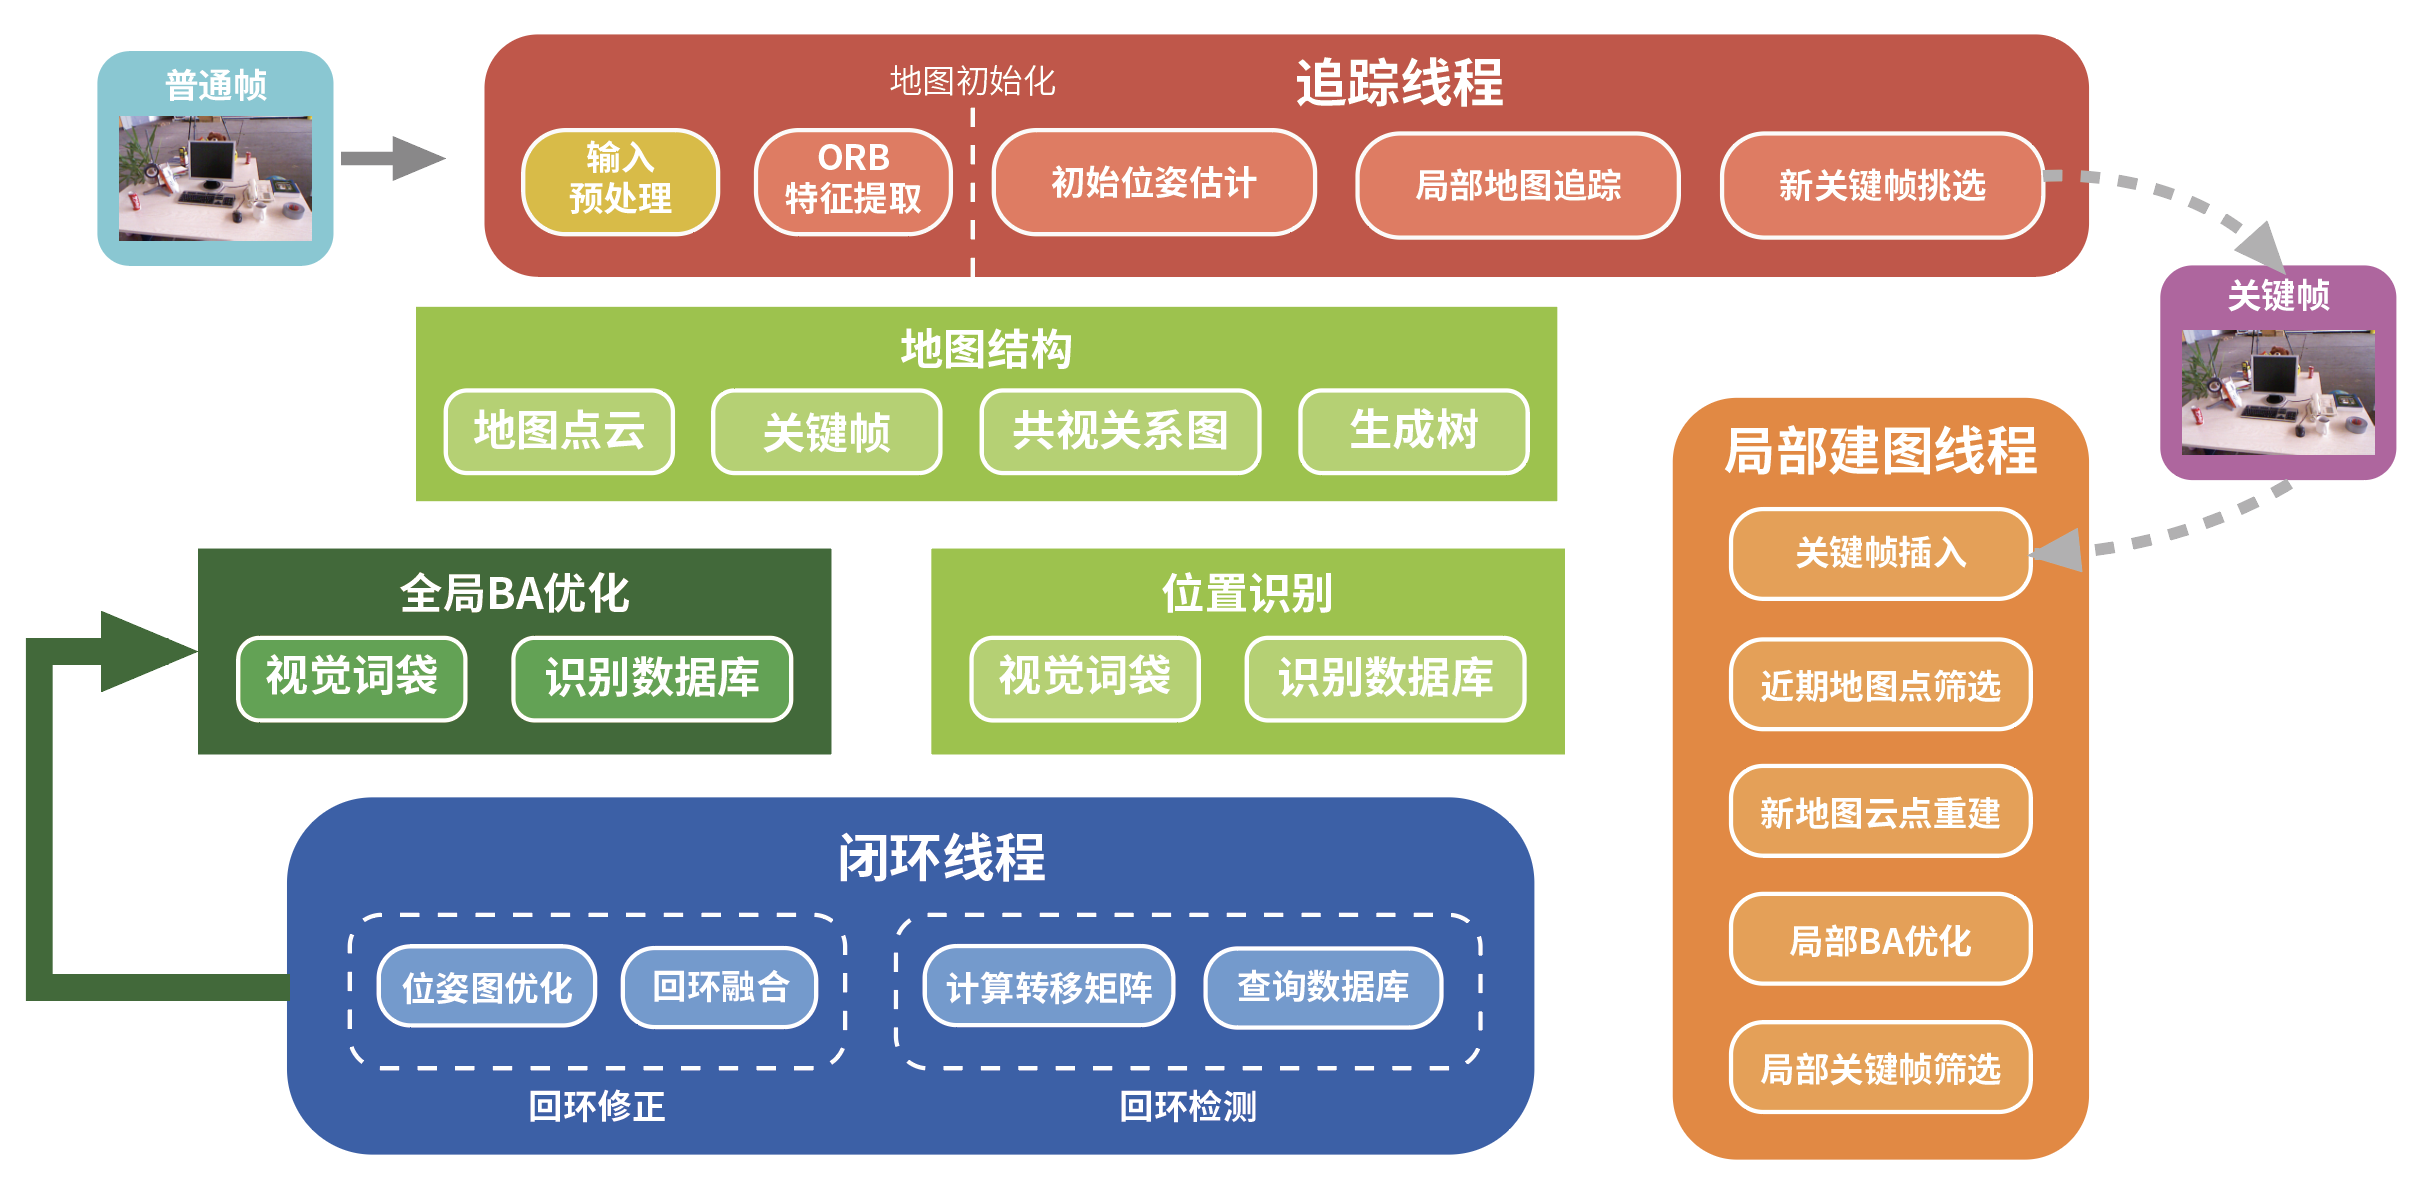 普通帧
地图初始化
追踪线程
输入
预处理
ORB
特征提取
初始位姿估计
局部地图追踪
新关键帧挑选
关键帧
地图结构
地图点云
关键帧
共视关系图
生成树
全局BA优化
视觉词袋
识别数据库
位置识别
视觉词袋
识别数据库
局部建图线程
关键帧插入
近期地图点筛选
新地图云点重建
局部BA优化
局部关键帧筛选
闭环线程
位姿图优化
回环融合
计算转移矩阵
查询数据库
回环修正
回环检测